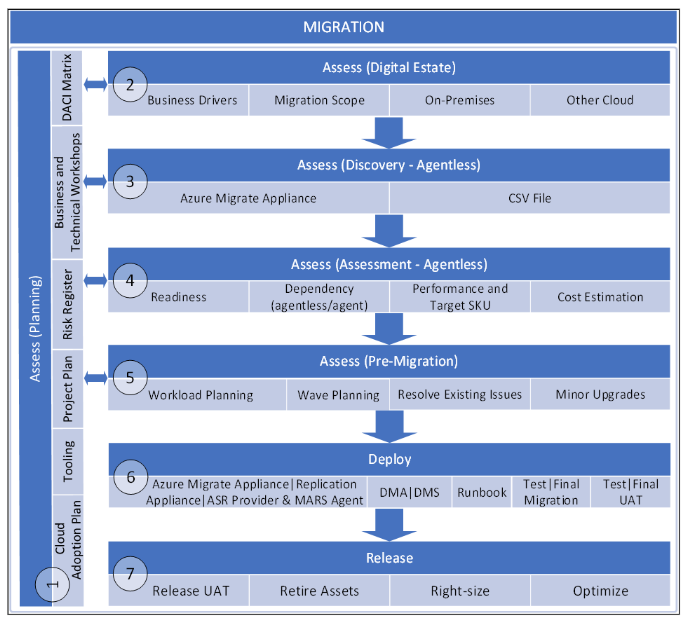 MIGRATION
Assess (Planning)
1
DACI Matrix
Business and
Technical Workshops
Risk Register
Project Plan
Tooling
Cloud
Adoption Plan
2
Assess (Digital Estate)
Business Drivers
Migration Scope
On-Premises
Other Cloud
3
Assess (Discovery - Agentless)
Azure Migrate Appliance
CSV File
4
Assess (Assessment - Agentless)
Readiness
Dependency
(agentless/agent)
Performance and
Target SKU
Cost Estimation
5
Assess (Pre-Migration)
Workload Planning
Wave Planning
Resolve Existing Issues
Minor Upgrades
6
Deploy
Azure Migrate Appliance|Replication
Appliance|ASR Provider & MARS Agent
DMA|DMS
Runbook
Test|Final
Migration
Test|Final
UAT
7
Release
Release UAT
Retire Assets
Right-size
Optimize